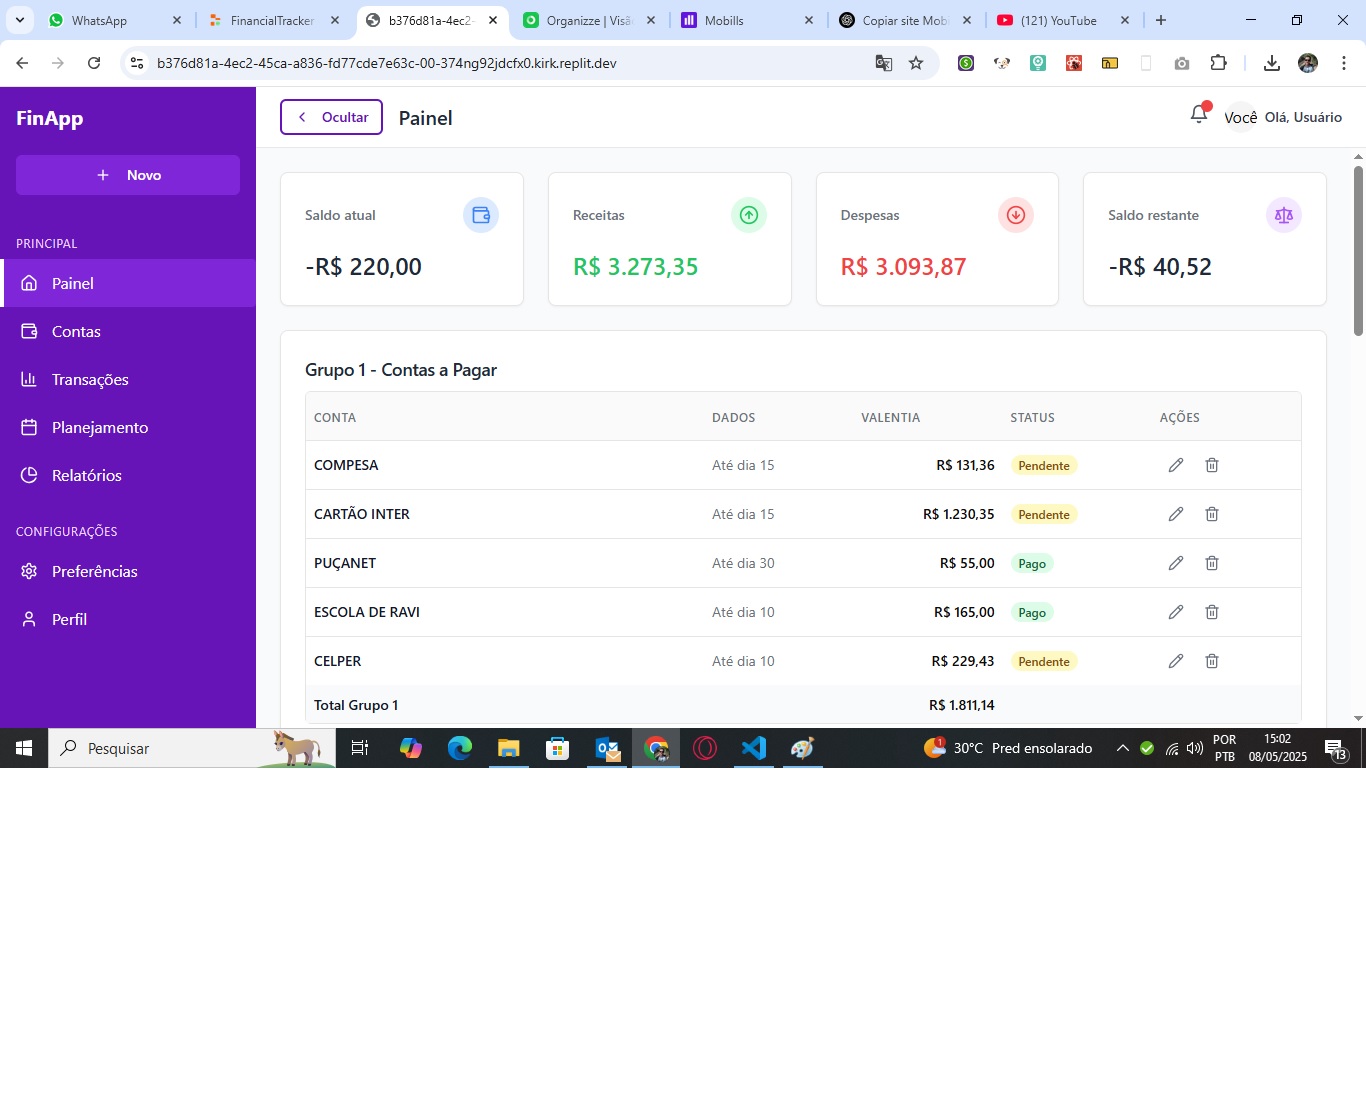 WhatsApp
FinancialTracker
b376d81a-4ec2-
Organizze | Visã
Mobills
Copiar site Mob
(121) YouTube
b376d81a-4ec2-45ca-a836-fd77cde7e63c-00-374ng92jdcfx0.kirk.replit.dev
FinApp
Ocultar
Painel
Você
Olá, Usuário
Novo
PRINCIPAL
Painel
Contas
Transações
Planejamento
Relatórios
CONFIGURAÇÕES
Preferências
Perfil
Saldo atual
-R$ 220,00
Receitas
R$ 3.273,35
Despesas
R$ 3.093,87
Saldo restante
-R$ 40,52
Grupo 1 - Contas a Pagar
CONTA DADOS VALENTIA STATUS AÇÕES
COMPESA Até dia 15 R$ 131,36 Pendente
CARTÃO INTER Até dia 15 R$ 1.230,35 Pendente
PUÇANET Até dia 30 R$ 55,00 Pago
ESCOLA DE RAVI Até dia 10 R$ 165,00 Pago
CELPER Até dia 10 R$ 229,43 Pendente
Total Grupo 1 R$ 1.811,14
Pesquisar
1
30°C Pred ensolarado
POR
PTB
15:02
08/05/2025
13